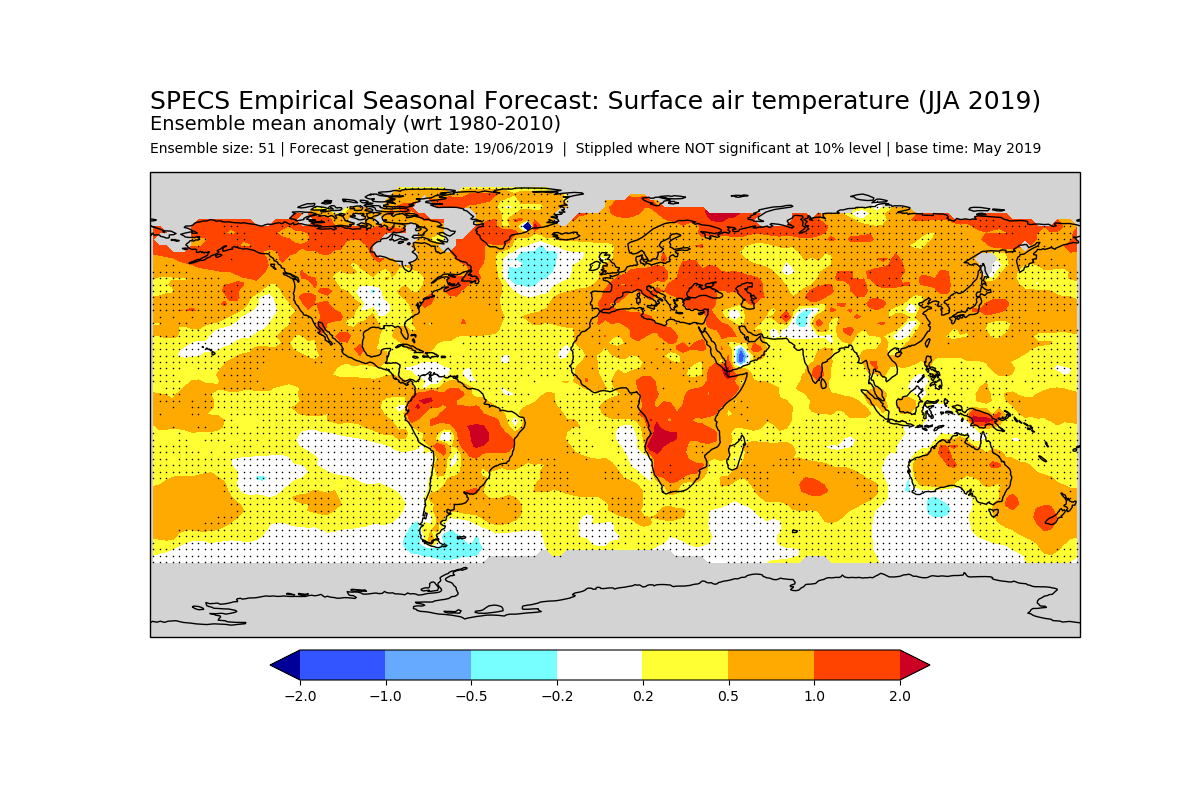 SPECS Empirical Seasonal Forecast: Surface air temperature (JJA 2019)
Ensemble mean anomaly (wrt 1980-2010)
Ensemble size: 51 | Forecast generation date: 19/06/2019  |  Stippled where NOT significant at 10% level | base time: May 2019
−2.0 −1.0 −0.5 −0.2 0.2 0.5 1.0 2.0